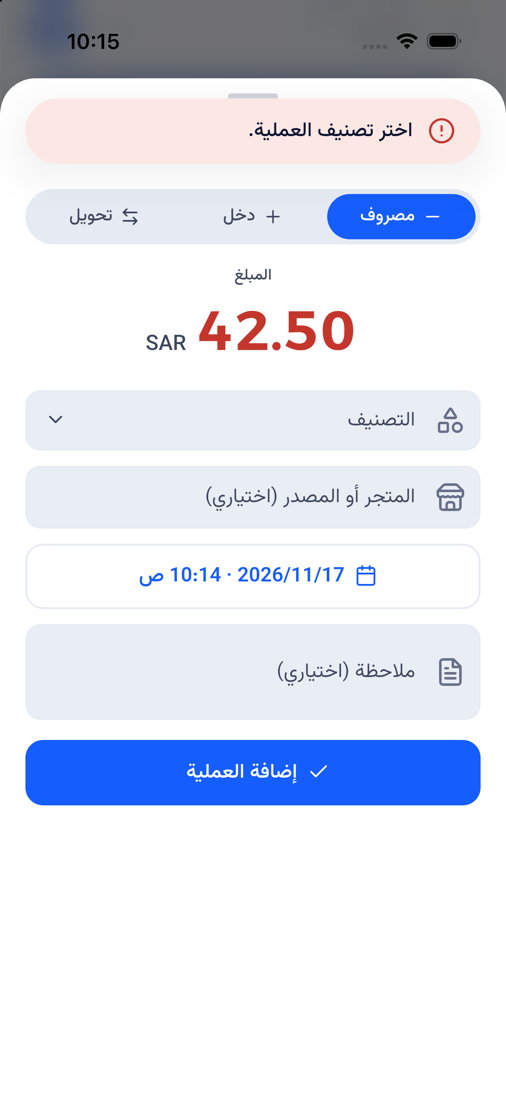 10:15
اختر تصنيف العملية.
مصروف
دخل
تحويل
المبلغ
42.50 SAR
التصنيف
المتجر أو المصدر (اختياري)
2026/11/17 · 10:14 ص
ملاحظة (اختياري)
إضافة العملية